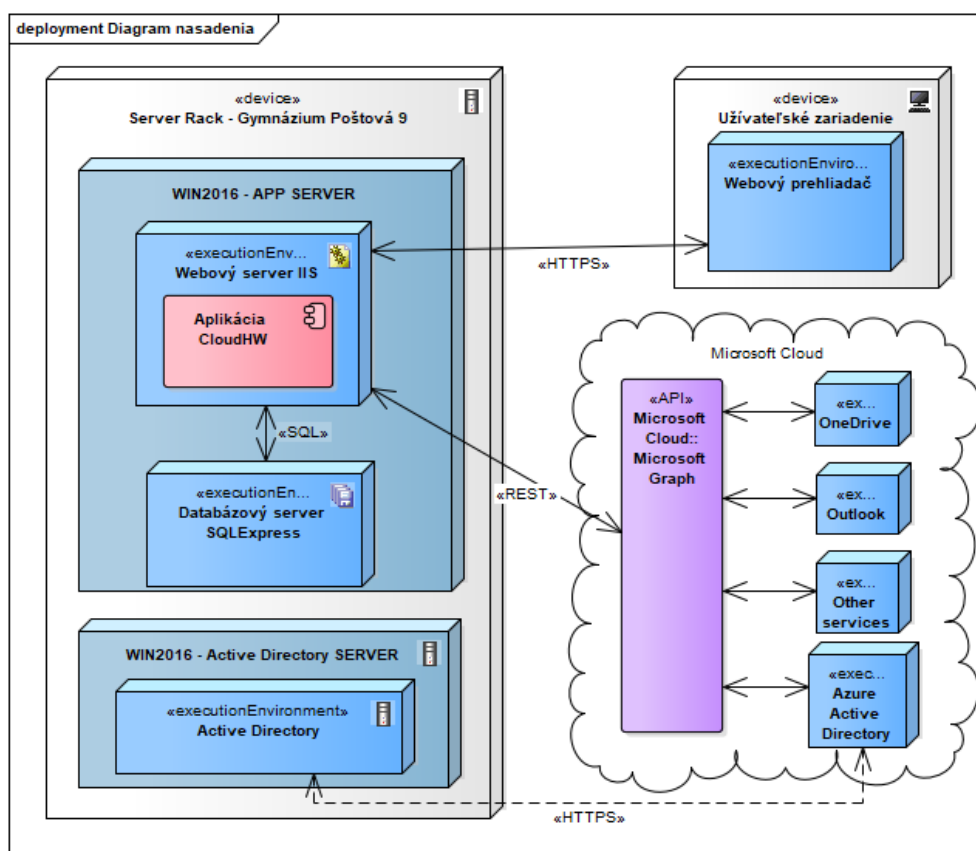 deployment Diagram nasadenia
«device»
Server Rack - Gymnázium Poštová 9
WIN2016 - APP SERVER
«executionEnv...
Webový server IIS
Aplikácia
CloudHW
«SQL»
«executionEn...
Databázový server
SQLExpress
WIN2016 - Active Directory SERVER
«executionEnvironment»
Active Directory
«device»
Užívateľské zariadenie
«executionEnviro...
Webový prehliadač
«HTTPS»
«REST»
Microsoft Cloud
«API»
Microsoft
Cloud::
Microsoft
Graph
«ex...
OneDrive
«ex...
Outlook
«ex...
Other
services
«exec...
Azure
Active
Directory
«HTTPS»